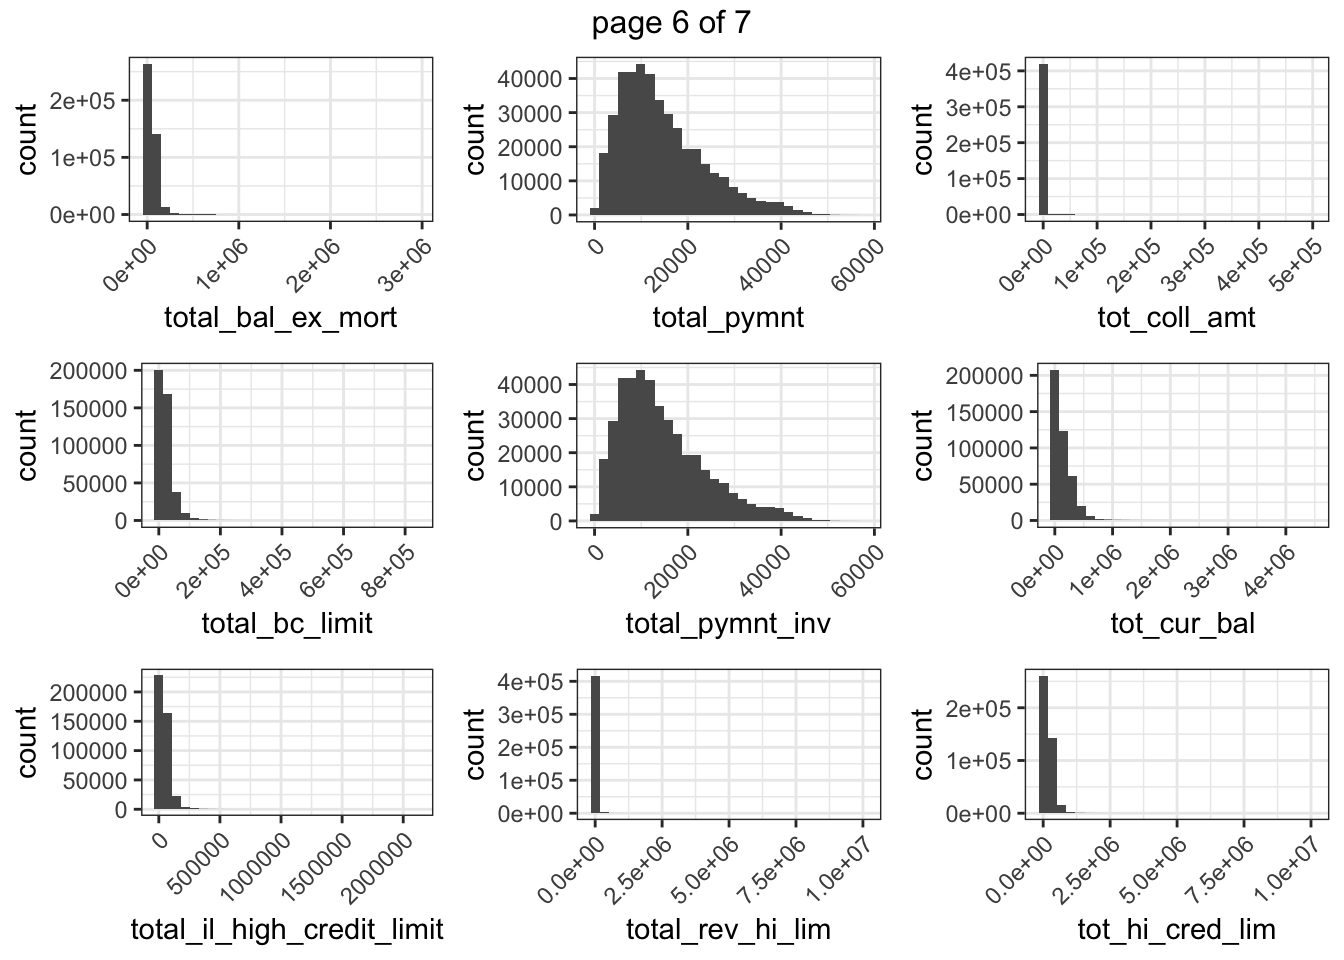 page 6 of 7
count
2e+05
1e+05
0e+00
0e+00 1e+06 2e+06 3e+06
total_bal_ex_mort
count
40000
30000
20000
10000
0
0 20000 40000 60000
total_pymnt
count
4e+05
3e+05
2e+05
1e+05
0e+00
0e+00 1e+05 2e+05 3e+05 4e+05 5e+05
tot_coll_amt
count
200000
150000
100000
50000
0
0e+00 2e+05 4e+05 6e+05 8e+05
total_bc_limit
count
40000
30000
20000
10000
0
0 20000 40000 60000
total_pymnt_inv
count
200000
150000
100000
50000
0
0e+00 1e+06 2e+06 3e+06 4e+06
tot_cur_bal
count
200000
150000
100000
50000
0
0 500000 1000000 1500000 2000000
total_il_high_credit_limit
count
4e+05
3e+05
2e+05
1e+05
0e+00
0.0e+00 2.5e+06 5.0e+06 7.5e+06 1.0e+07
total_rev_hi_lim
count
2e+05
1e+05
0e+00
0.0e+00 2.5e+06 5.0e+06 7.5e+06 1.0e+07
tot_hi_cred_lim